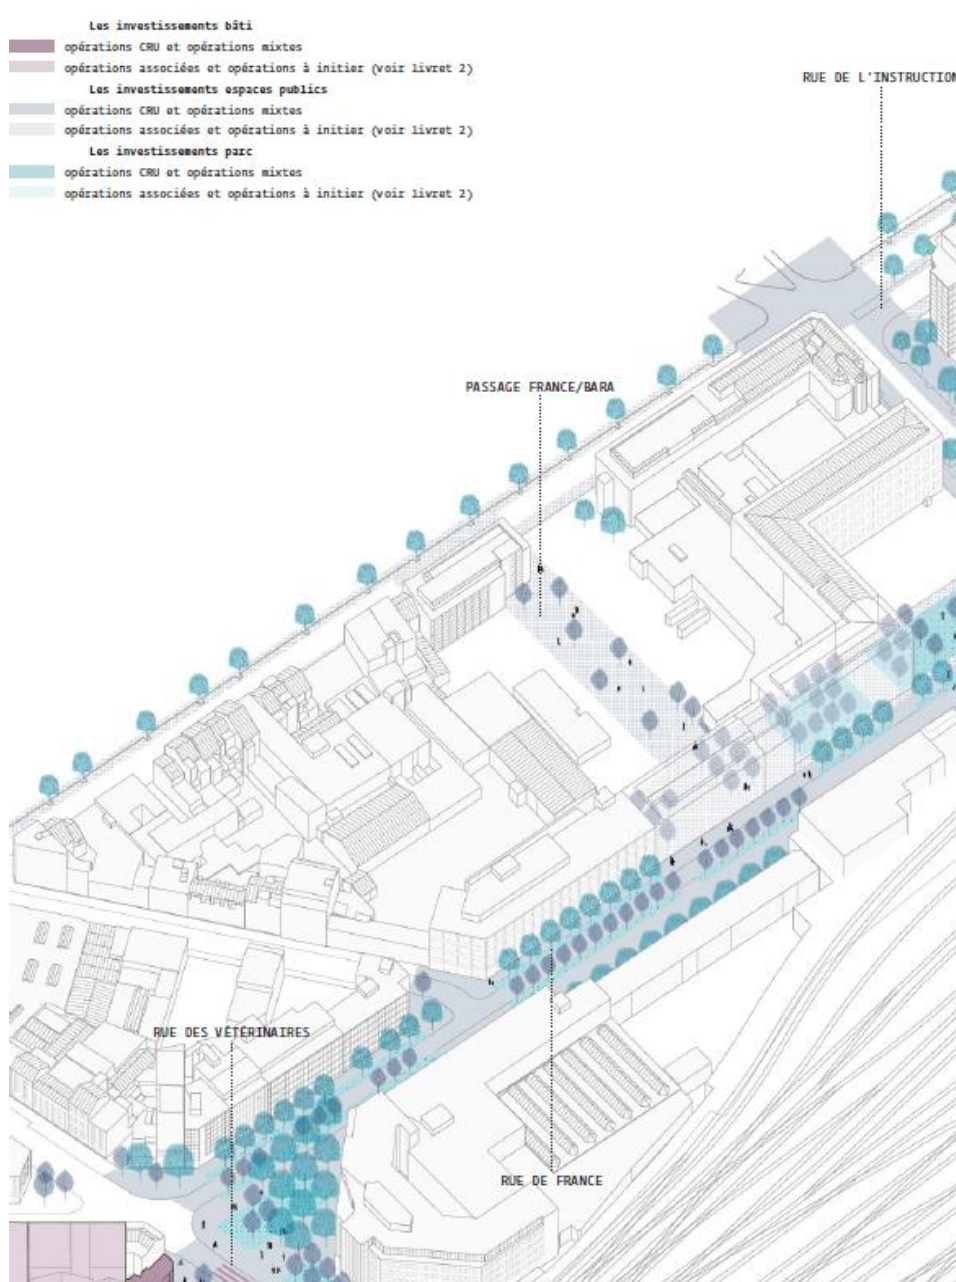 Les investissements bâti
opérations CRU et opérations mixtes
opérations associées et opérations à initier (voir livret 2)
Les investissements espaces publics
opérations CRU et opérations mixtes
opérations associées et opérations à initier (voir livret 2)
Les investissements parc
opérations CRU et opérations mixtes
opérations associées et opérations à initier (voir livret 2)
RUE DE L'INSTRUCTION
PASSAGE FRANCE/BARA
RUE DES VÉTÉRINAIRES
RUE DE FRANCE